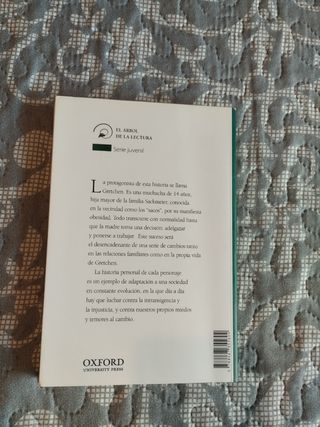 EL ÁRBOL
DE LA LECTURA
Serie Juvenil
La protagonista de esta historia se llama
Gretchen. Es una muchacha de 14 años,
hija mayor de la familia Sackmeier, conocida
en la vecindad como los "sacos", por su manifiesta
obesidad. Todo transcurre con normalidad hasta
que la madre toma una decisión: adelgazar
y ponerse a trabajar. Este suceso será
el desencadenante de una serie de cambios tanto
en las relaciones familiares como en la propia vida
de Gretchen.
La historia personal de cada personaje
es un ejemplo de adaptación a una sociedad
en constante evolución, en la que día a día
hay que luchar contra la intransigencia y
la injusticia, y contra nuestros propios miedos
y temores al cambio.
OXFORD
UNIVERSITY PRESS